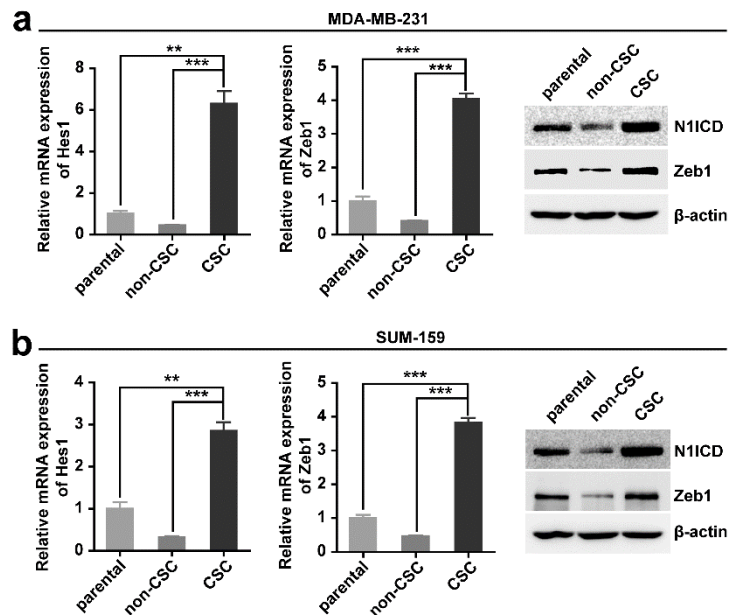 a
MDA-MB-231
Relative mRNA expression
of Hes1
8
6
4
2
0
**
***
parental
non-CSC
CSC
Relative mRNA expression
of Zeb1
5
4
3
2
1
0
***
***
parental
non-CSC
CSC
parental
non-CSC
CSC
N1ICD
Zeb1
β-actin
b
SUM-159
Relative mRNA expression
of Hes1
4
3
2
1
0
**
***
parental
non-CSC
CSC
Relative mRNA expression
of Zeb1
5
4
3
2
1
0
***
***
parental
non-CSC
CSC
parental
non-CSC
CSC
N1ICD
Zeb1
β-actin